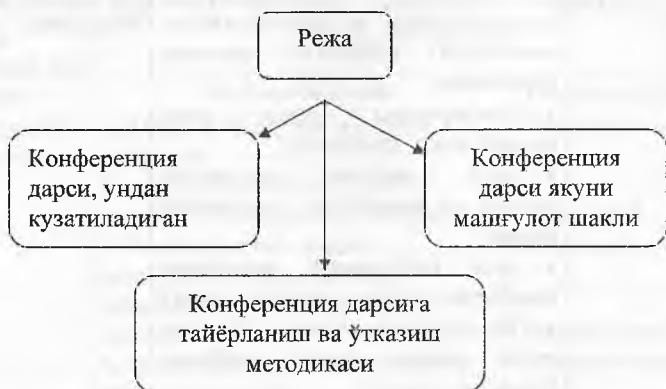 Режа
Конференция
дарси, ундан
кузатиладиган
Конференция
дарси якуни
машғулот шакли
Конференция дарсига
тайёрланиш ва ўтказиш
методикаси